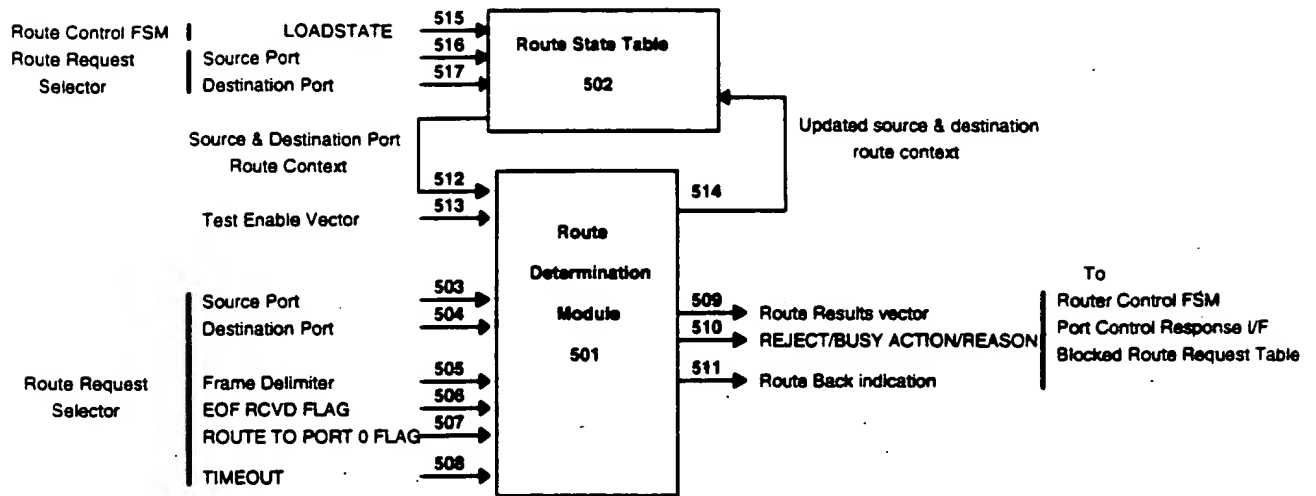 Route Control FSM LOADSTATE 515
Route Request Selector
Source Port 516
Destination Port 517
Route State Table
502
Source & Destination Port
Route Context
512
Test Enable Vector 513
514
Updated source & destination
route context
Route
Determination
Module
501
Route Request
Selector
Source Port 503
Destination Port 504
Frame Delimiter 505
EOF RCVD FLAG 506
ROUTE TO PORT 0 FLAG 507
TIMEOUT 508
509 Route Results vector
510 REJECT/BUSY ACTION/REASON
511 Route Back indication
To
Router Control FSM
Port Control Response I/F
Blocked Route Request Table